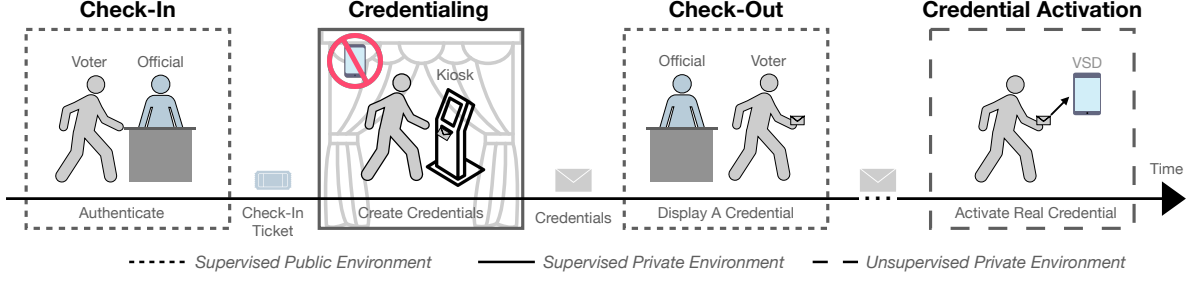 Check-In
Credentialing
Check-Out
Credential Activation
Voter
Official
Kiosk
Official
Voter
VSD
Time
Authenticate
Check-In
Ticket
Create Credentials
Credentials
Display A Credential
Activate Real Credential
Supervised Public Environment
Supervised Private Environment
Unsupervised Private Environment